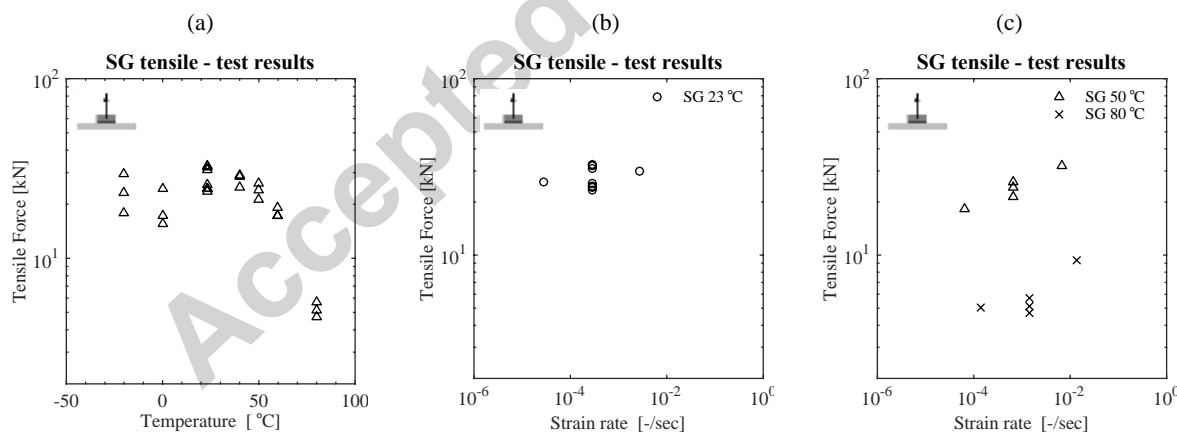 (a)
(b)
(c)
SG tensile - test results
SG tensile - test results
SG tensile - test results
10²
10¹
Tensile Force [kN]
-50
0
50
100
Temperature [ °C]
SG 23 °C
10²
10¹
Tensile Force [kN]
10⁻⁶
10⁻⁴
10⁻²
10⁰
Strain rate [-/sec]
SG 50 °C
SG 80 °C
10²
10¹
Tensile Force [kN]
10⁻⁶
10⁻⁴
10⁻²
10⁰
Strain rate [-/sec]
Accepted